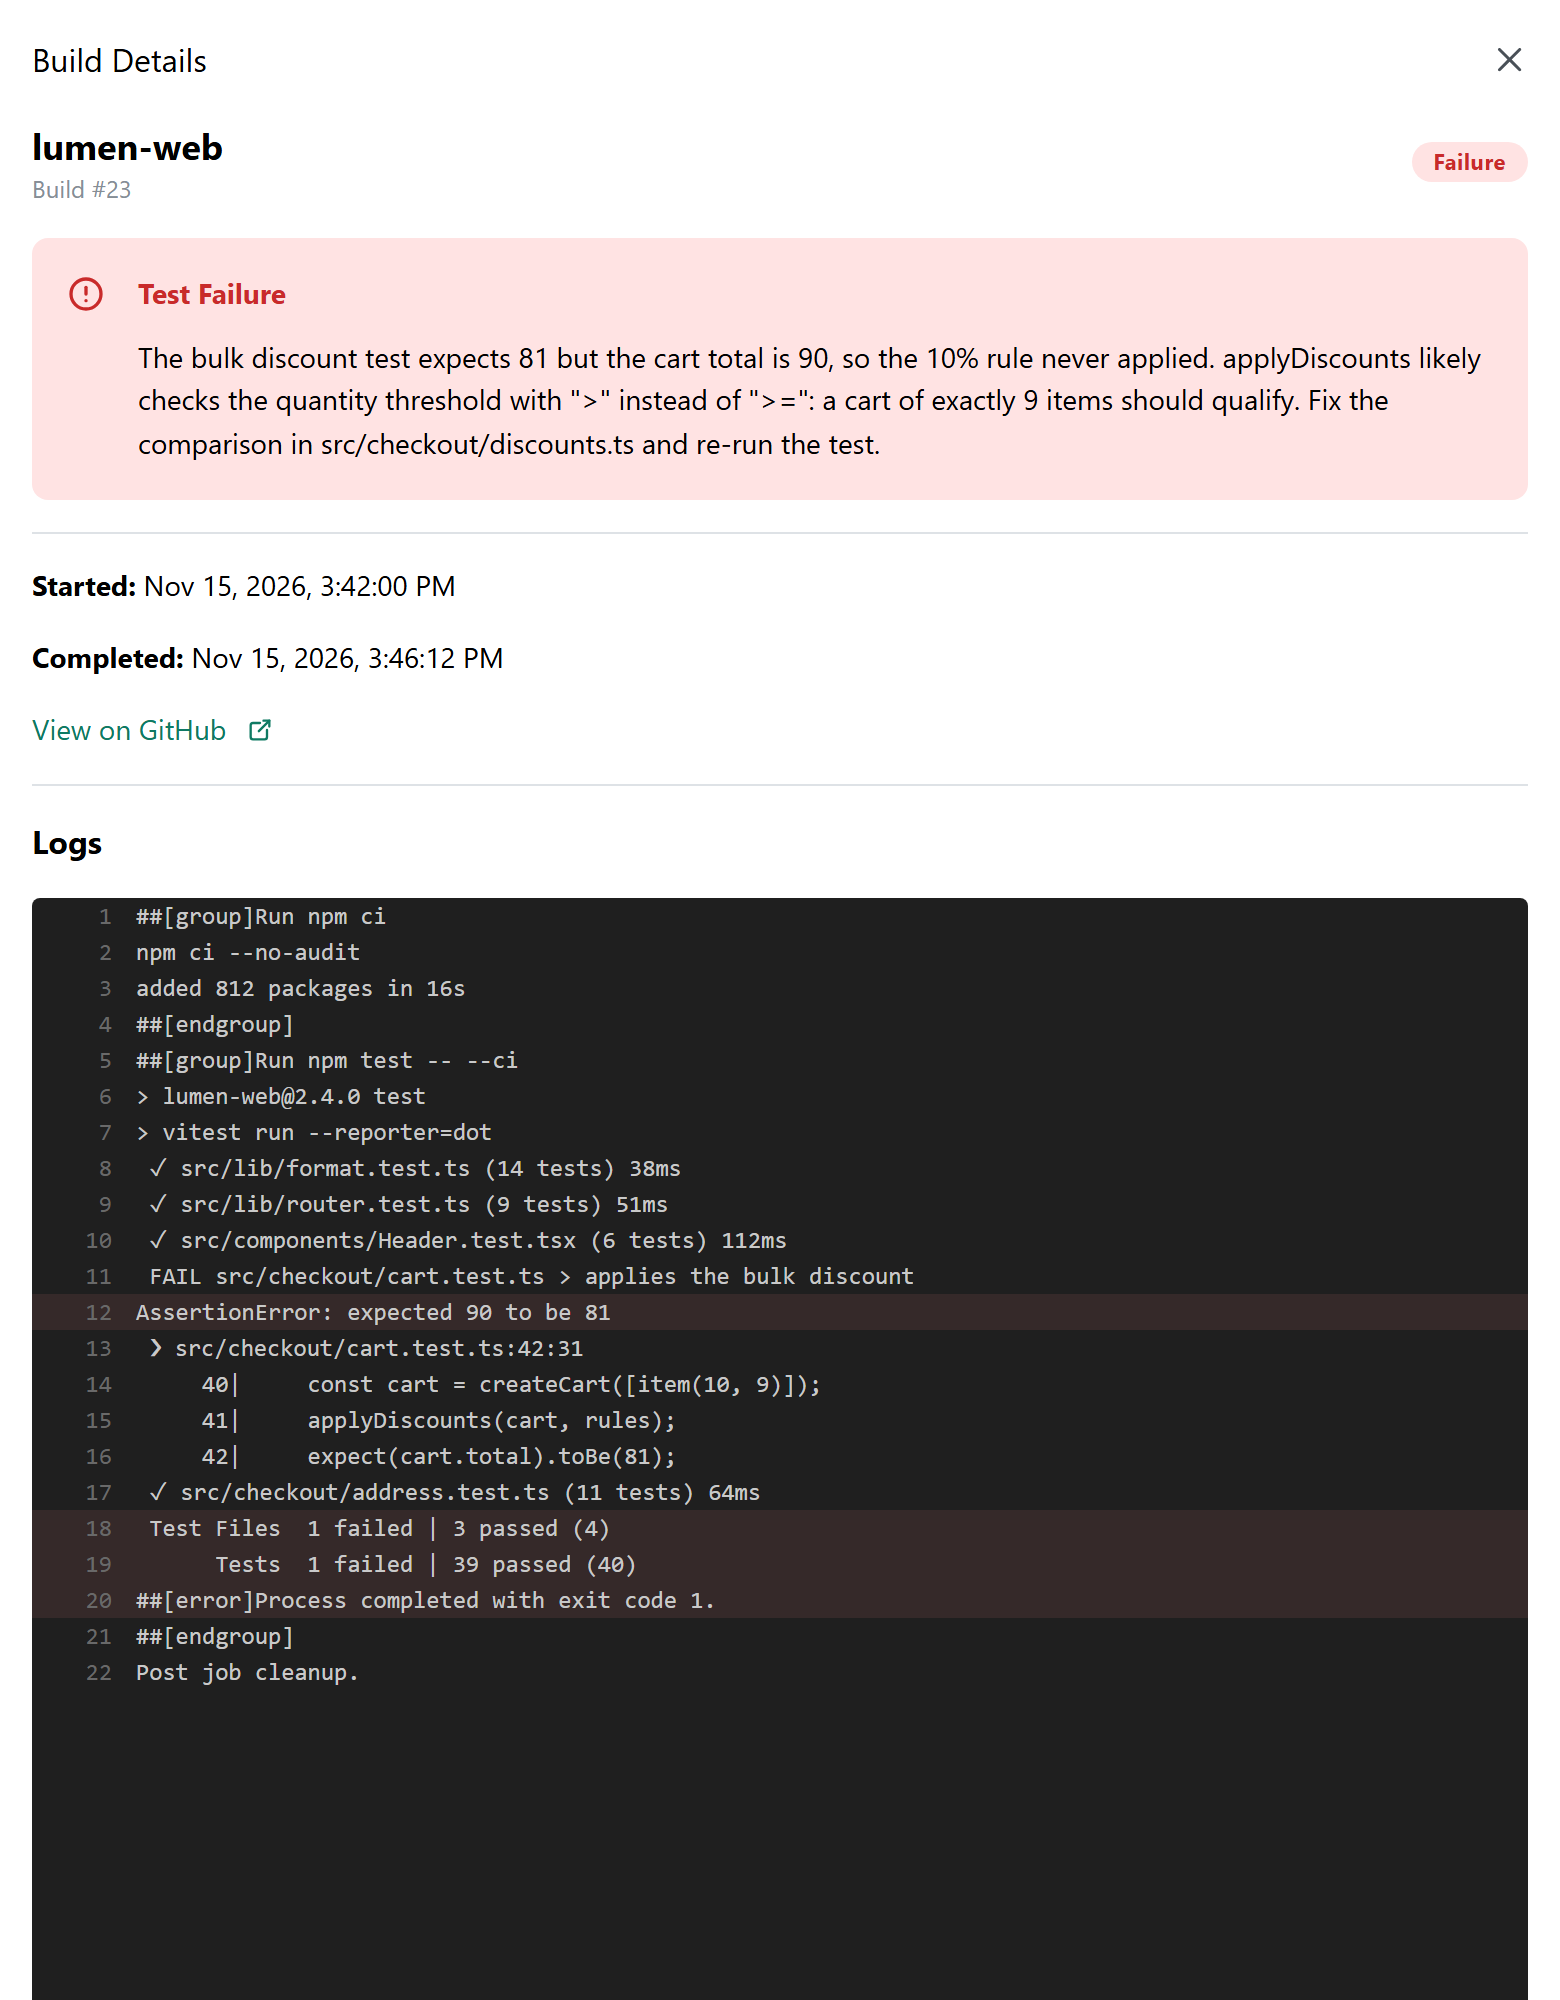 Build Details
lumen-web
Build #23
Failure
Test Failure
The bulk discount test expects 81 but the cart total is 90, so the 10% rule never applied. applyDiscounts likely
checks the quantity threshold with ">" instead of ">=": a cart of exactly 9 items should qualify. Fix the
comparison in src/checkout/discounts.ts and re-run the test.
Started: Nov 15, 2026, 3:42:00 PM
Completed: Nov 15, 2026, 3:46:12 PM
View on GitHub
Logs
1 ##[group]Run npm ci
2 npm ci --no-audit
3 added 812 packages in 16s
4 ##[endgroup]
5 ##[group]Run npm test -- --ci
6 > lumen-web@2.4.0 test
7 > vitest run --reporter=dot
8 ✓ src/lib/format.test.ts (14 tests) 38ms
9 ✓ src/lib/router.test.ts (9 tests) 51ms
10 ✓ src/components/Header.test.tsx (6 tests) 112ms
11 FAIL src/checkout/cart.test.ts > applies the bulk discount
12 AssertionError: expected 90 to be 81
13 ❯ src/checkout/cart.test.ts:42:31
14 40| const cart = createCart([item(10, 9)]);
15 41| applyDiscounts(cart, rules);
16 42| expect(cart.total).toBe(81);
17 ✓ src/checkout/address.test.ts (11 tests) 64ms
18 Test Files 1 failed | 3 passed (4)
19 Tests 1 failed | 39 passed (40)
20 ##[error]Process completed with exit code 1.
21 ##[endgroup]
22 Post job cleanup.